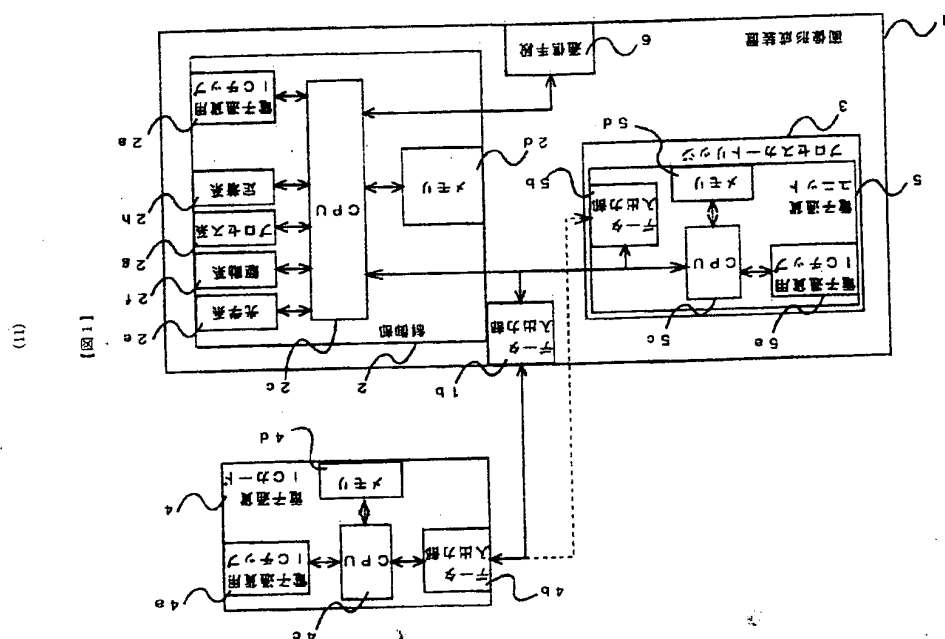 (11)
【図1】
1
画像形成装置
3
プロセスカートリッジ
5
電子通貨
ユニット
5a
電子通貨用
ICチップ
5c
CPU
5d
メモリ
5b
データ
入出力部
6
通信手段
1b
データ
入出力部
2
制御部
2c
CPU
2d
メモリ
2e
光学系
2f
駆動系
2g
プロセス系
2h
定着系
2a
電子通貨用
ICチップ
4
電子通貨
ICカード
4a
電子通貨用
ICチップ
4c
CPU
4d
メモリ
4b
データ
入出力部